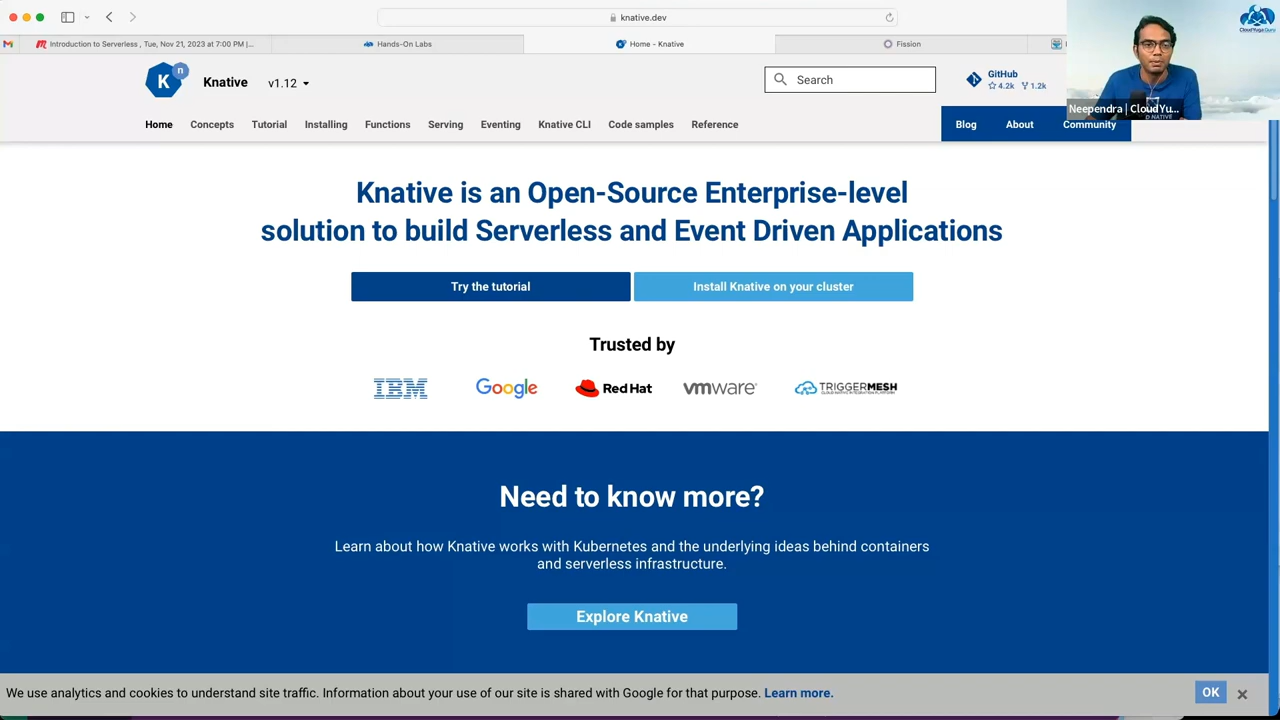 knative.dev
Introduction to Serverless , Tue, Nov 21, 2023 at 7:00 PM |...
Hands-On Labs
Home - Knative
Fission
CloudYuga Guru
K n
Knative
v1.12
Search
GitHub
4.2k 1.2k
Neependra | CloudYu...
Home Concepts Tutorial Installing Functions Serving Eventing Knative CLI Code samples Reference
Blog About Community
Knative is an Open-Source Enterprise-level
solution to build Serverless and Event Driven Applications
Try the tutorial
Install Knative on your cluster
Trusted by
IBM Google Red Hat vmware TRIGGERMESH
CLOUD NATIVE INTEGRATION PLATFORM
Need to know more?
Learn about how Knative works with Kubernetes and the underlying ideas behind containers
and serverless infrastructure.
Explore Knative
We use analytics and cookies to understand site traffic. Information about your use of our site is shared with Google for that purpose. Learn more.
OK